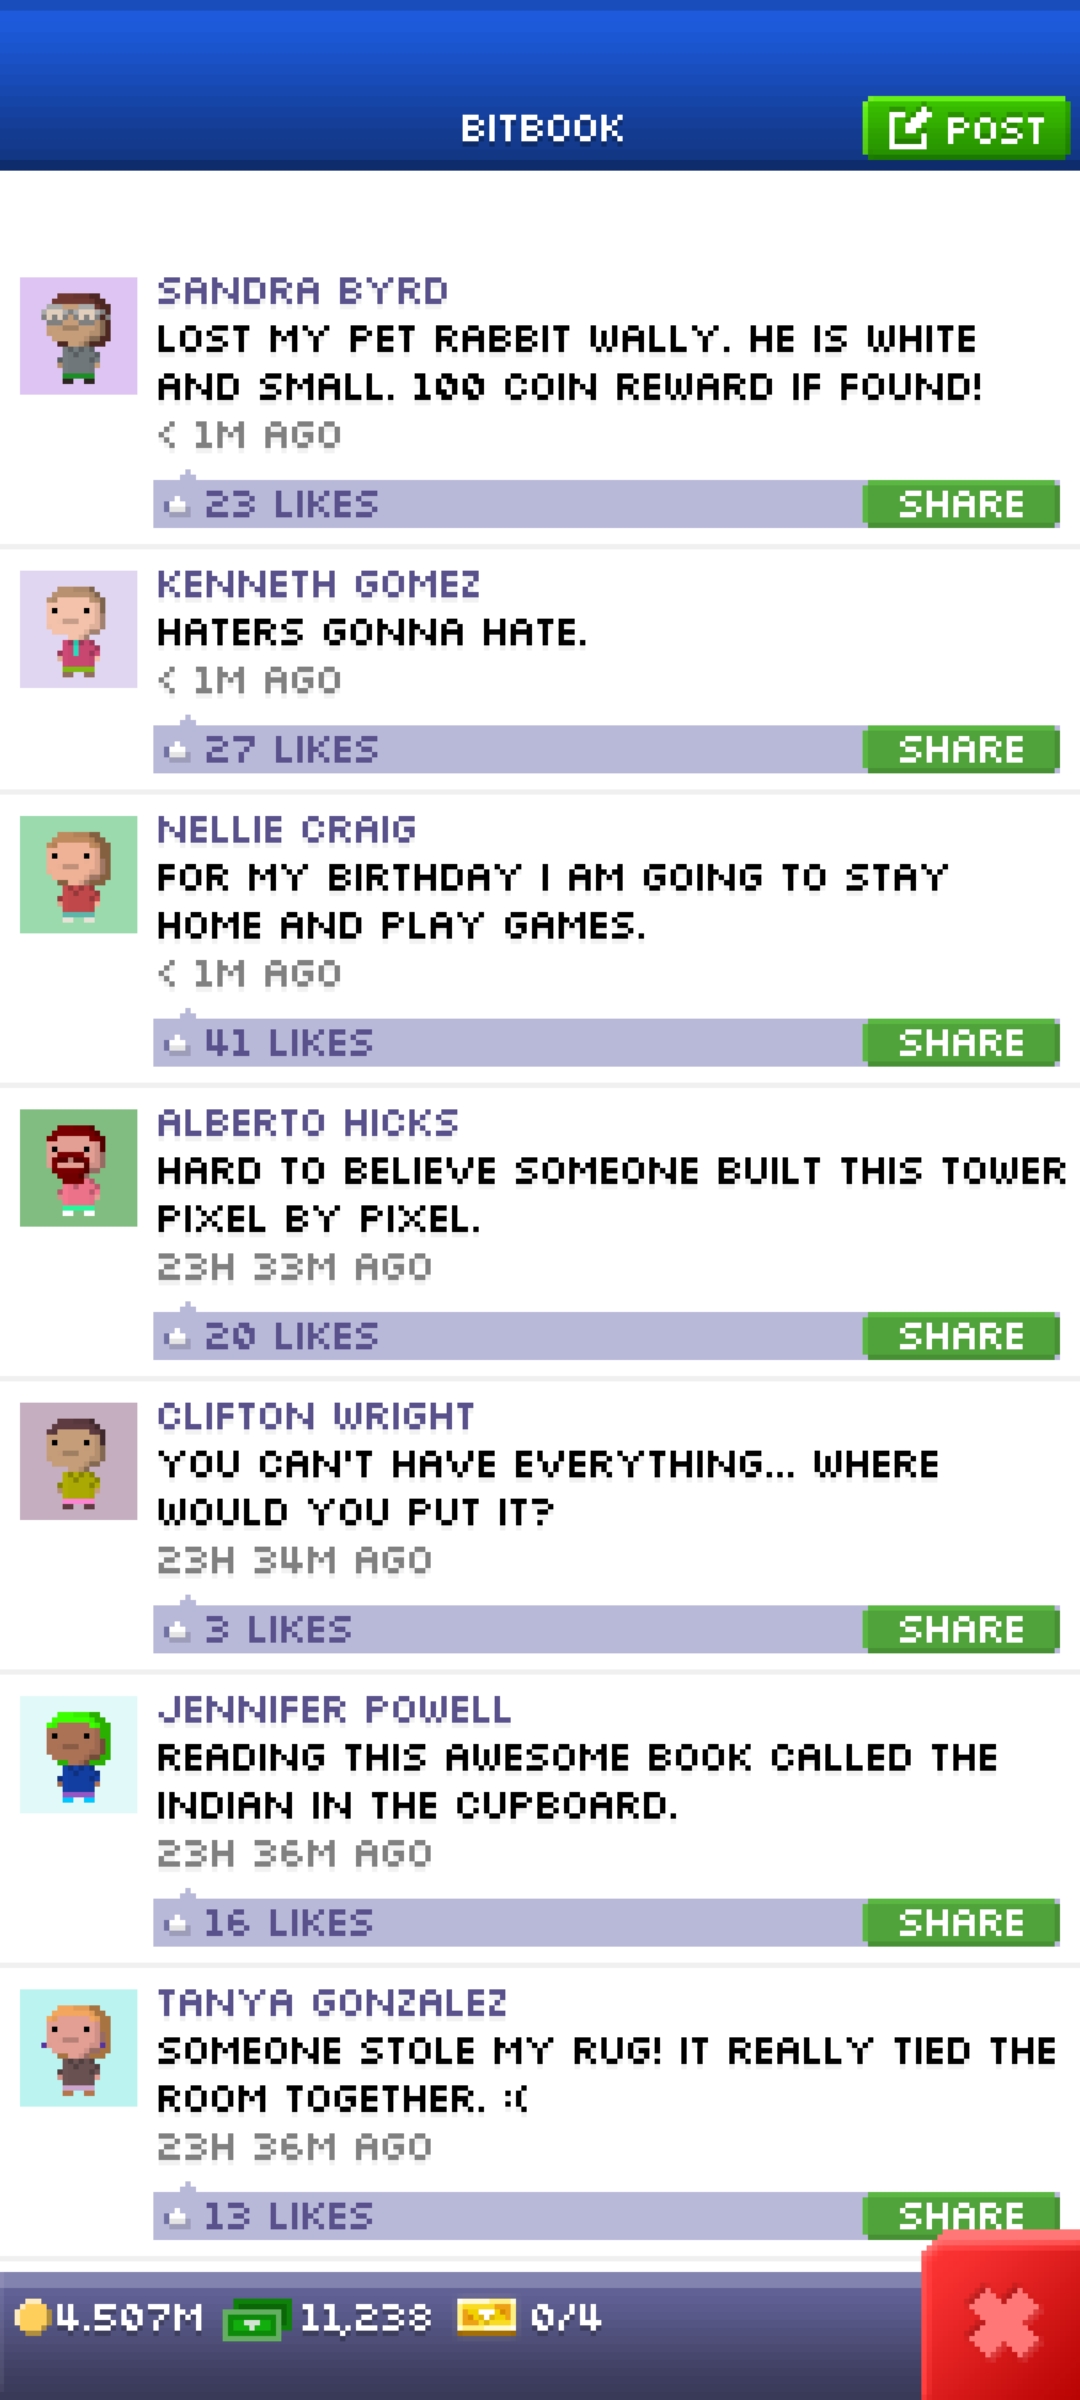 BITBOOK
POST
SANDRA BYRD
LOST MY PET RABBIT WALLY. HE IS WHITE
AND SMALL. 100 COIN REWARD IF FOUND!
< 1M AGO
23 LIKES
SHARE
KENNETH GOMEZ
HATERS GONNA HATE.
< 1M AGO
27 LIKES
SHARE
NELLIE CRAIG
FOR MY BIRTHDAY I AM GOING TO STAY
HOME AND PLAY GAMES.
< 1M AGO
41 LIKES
SHARE
ALBERTO HICKS
HARD TO BELIEVE SOMEONE BUILT THIS TOWER
PIXEL BY PIXEL.
23H 33M AGO
20 LIKES
SHARE
CLIFTON WRIGHT
YOU CAN'T HAVE EVERYTHING... WHERE
WOULD YOU PUT IT?
23H 34M AGO
3 LIKES
SHARE
JENNIFER POWELL
READING THIS AWESOME BOOK CALLED THE
INDIAN IN THE CUPBOARD.
23H 36M AGO
16 LIKES
SHARE
TANYA GONZALEZ
SOMEONE STOLE MY RUG! IT REALLY TIED THE
ROOM TOGETHER. :(
23H 36M AGO
13 LIKES
SHARE
4.507M
11,238
0/4